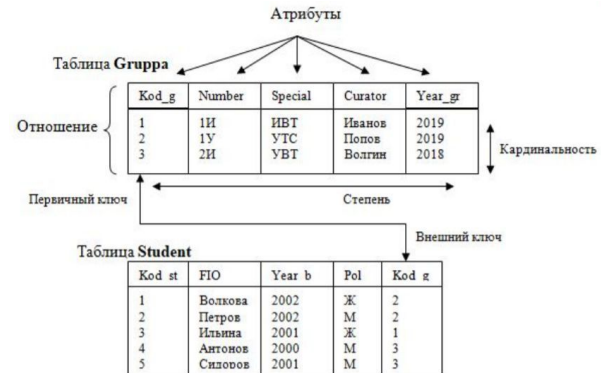 Атрибуты
Таблица Gruppa
Kod_g Number Special Curator Year_gr
Отношение
1 1И ИВТ Иванов 2019
2 1У УТС Попов 2019
3 2И УВТ Волгин 2018
Кардинальность
Первичный ключ
Степень
Внешний ключ
Таблица Student
Kod st FIO Year b Pol Kod g
1 Волкова 2002 Ж 2
2 Петров 2002 М 2
3 Ильина 2001 Ж 1
4 Антонов 2000 М 3
5 Сидоров 2001 М 3